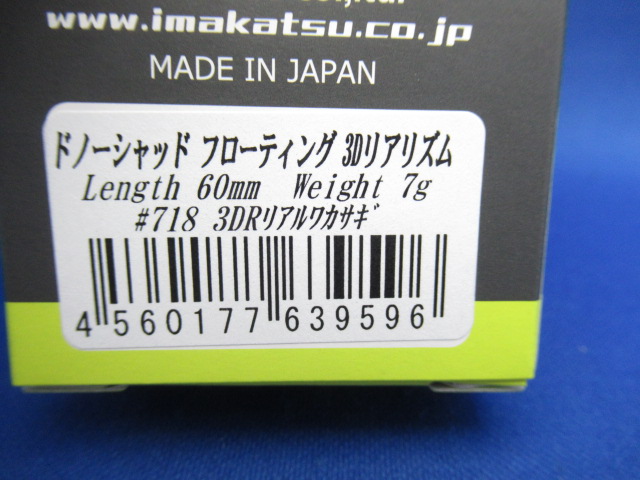 www.imakatsu.co.jp
MADE IN JAPAN
ドノーシャッド フローティング 3Dリアリズム
Length 60mm Weight 7g
#718 3DRリアルワカサギ
4 560177 639596